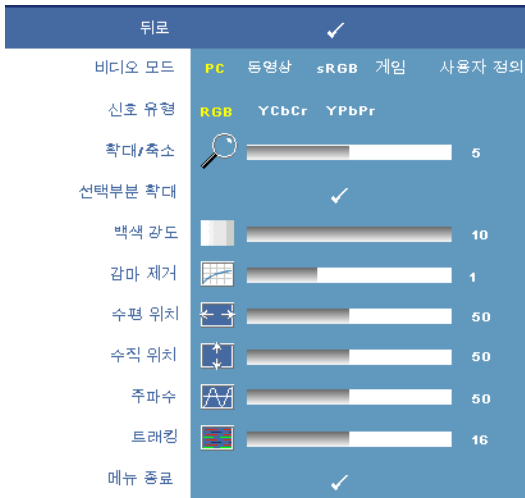 뒤로
비디오 모드 PC 동영상 sRGB 게임 사용자 정의
신호 유형 RGB YCbCr YPbPr
확대/축소 5
선택부분 확대
백색 강도 10
감마 제거 1
수평 위치 50
수직 위치 50
주파수 50
트래킹 16
메뉴 종료